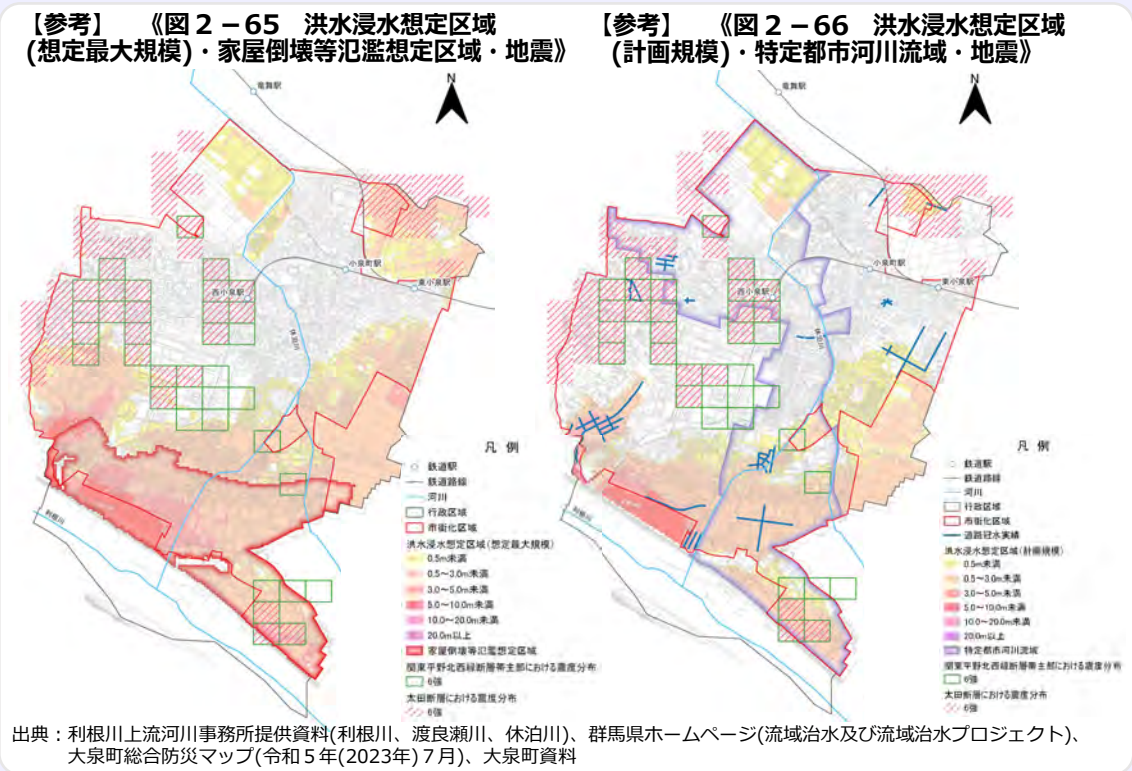 【参考】 《図２－65 洪水浸水想定区域
(想定最大規模)・家屋倒壊等氾濫想定区域・地震》
N
竜舞駅
小泉町駅
東小泉駅
西小泉駅
休泊川
利根川
凡 例
鉄道駅
鉄道路線
河川
行政区域
市街化区域
洪水浸水想定区域(想定最大規模)
0.5m未満
0.5～3.0m未満
3.0～5.0m未満
5.0～10.0m未満
10.0～20.0m未満
20.0m以上
家屋倒壊等氾濫想定区域
関東平野北西縁断層帯主部における震度分布
6強
太田断層における震度分布
6強
【参考】 《図２－66 洪水浸水想定区域
(計画規模)・特定都市河川流域・地震》
N
竜舞駅
小泉町駅
東小泉駅
西小泉駅
休泊川
利根川
凡 例
鉄道駅
鉄道路線
河川
行政区域
市街化区域
道路冠水実績
洪水浸水想定区域(計画規模)
0.5m未満
0.5～3.0m未満
3.0～5.0m未満
5.0～10.0m未満
10.0～20.0m未満
20.0m以上
特定都市河川流域
関東平野北西縁断層帯主部における震度分布
6強
太田断層における震度分布
6強
出典：利根川上流河川事務所提供資料(利根川、渡良瀬川、休泊川)、群馬県ホームページ(流域治水及び流域治水プロジェクト)、
大泉町総合防災マップ(令和５年(2023年)７月)、大泉町資料